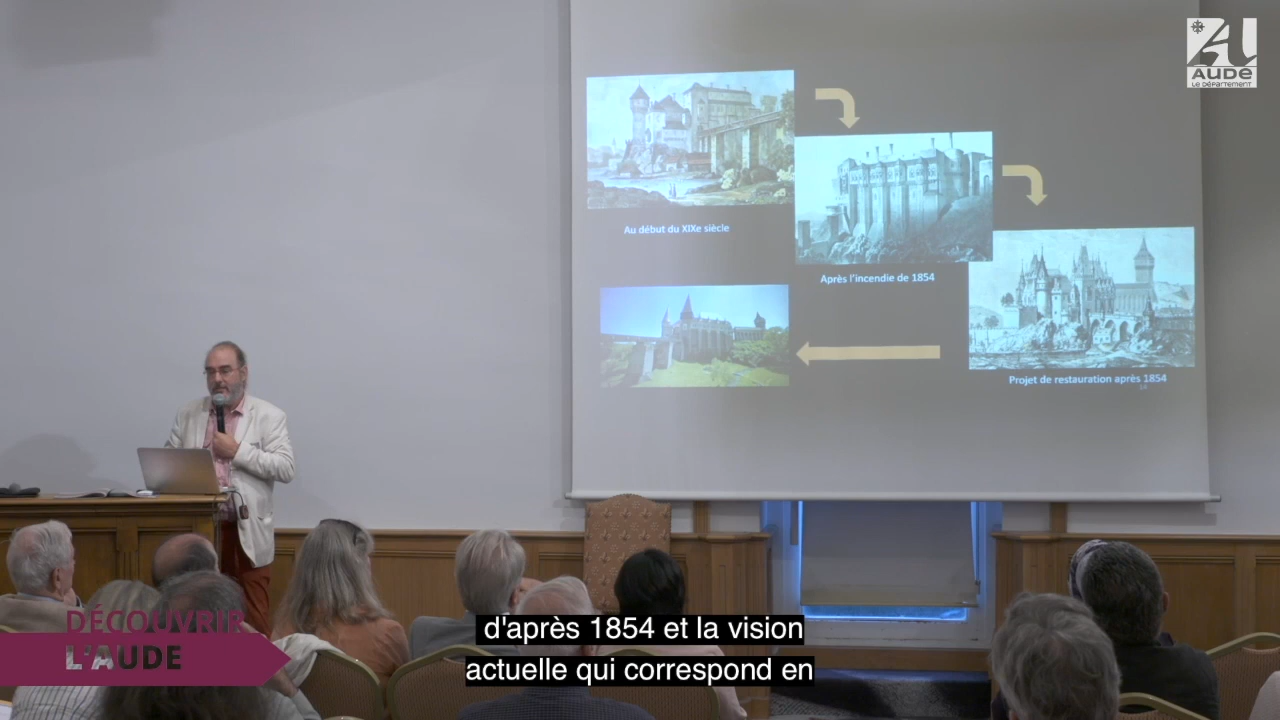 AUDE
LE DÉPARTEMENT
Au début du XIXe siècle
Après l'incendie de 1854
Projet de restauration après 1854
DÉCOUVRIR
L'AUDE
d'après 1854 et la vision
actuelle qui correspond en